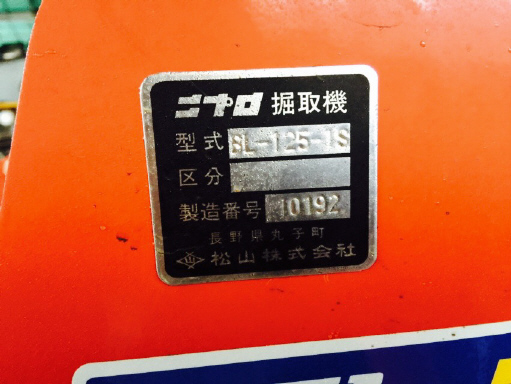 ニプロ 掘取機
型式 GL-125-1S
区分
製造番号 10192
長野県丸子町
松山株式会社